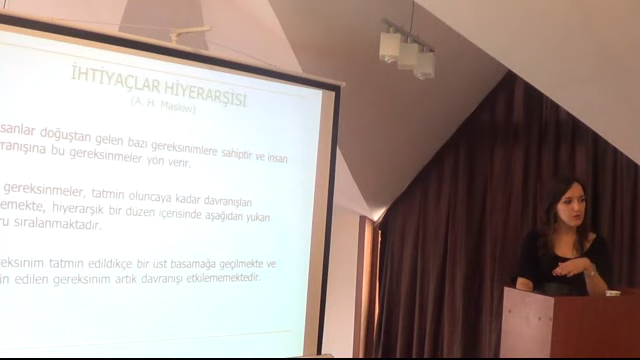 İHTİYAÇLAR HİYERARŞİSİ
(A. H. Maslow)
sanlar doğuştan gelen bazı gereksinimlere sahiptir ve insan
vranışına bu gereksinmeler yön verir.
gereksinmeler, tatmin oluncaya kadar davranışları
emekte, hiyerarşik bir düzen içerisinde aşağıdan yukarı
ru sıralanmaktadır.
eksinim tatmin edildikçe bir üst basamağa geçilmekte ve
in edilen gereksinim artık davranışı etkilememektedir.